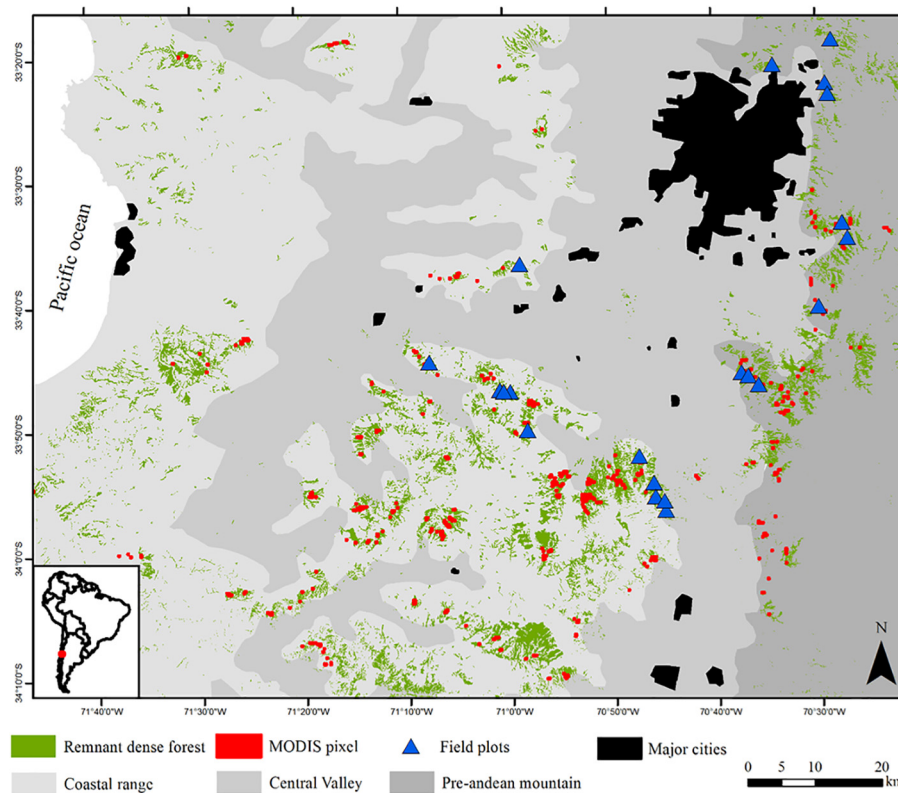 33°20'0"S
33°30'0"S
33°40'0"S
33°50'0"S
34°00'0"S
34°10'0"S
Pacific ocean
N
71°40'0"W 71°30'0"W 71°20'0"W 71°10'0"W 71°00'0"W 70°50'0"W 70°40'0"W 70°30'0"W
Remnant dense forest MODIS pixel Field plots Major cities
Coastal range Central Valley Pre-andean mountain
0 5 10 20
km